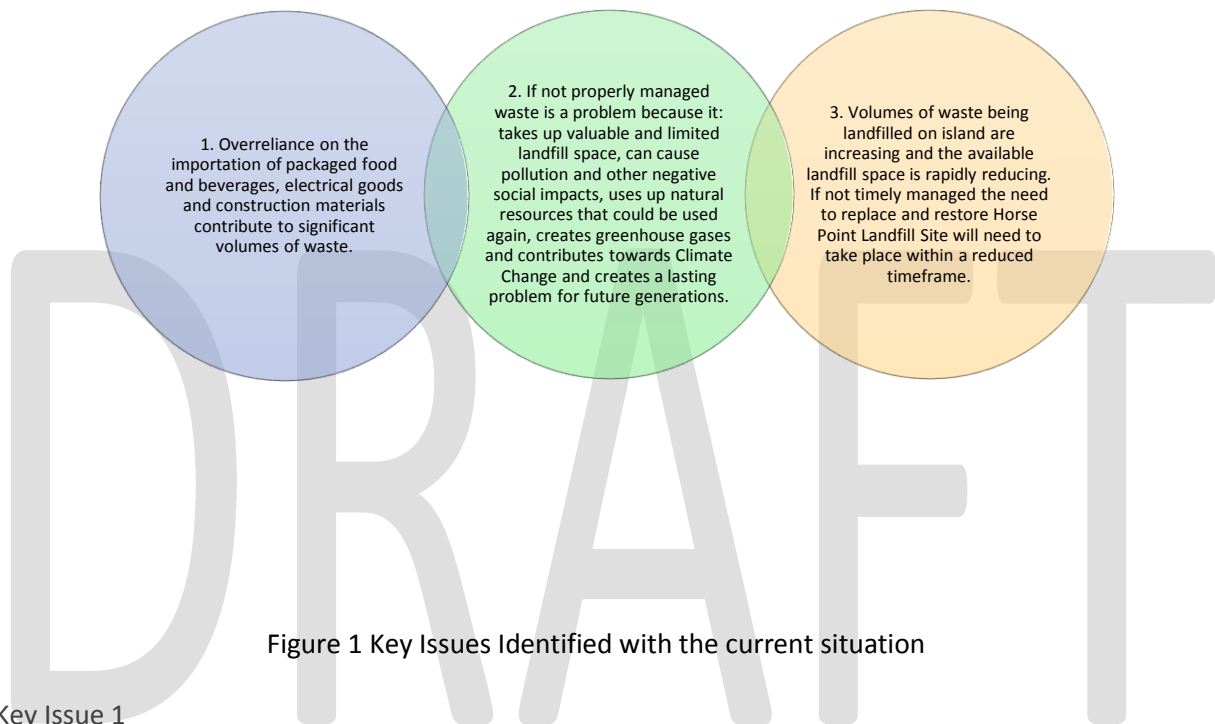 1. Overreliance on the
importation of packaged food
and beverages, electrical goods
and construction materials
contribute to significant
volumes of waste.
2. If not properly managed
waste is a problem because it:
takes up valuable and limited
landfill space, can cause
pollution and other negative
social impacts, uses up natural
resources that could be used
again, creates greenhouse gases
and contributes towards Climate
Change and creates a lasting
problem for future generations.
3. Volumes of waste being
landfilled on island are
increasing and the available
landfill space is rapidly reducing.
If not timely managed the need
to replace and restore Horse
Point Landfill Site will need to
take place within a reduced
timeframe.
DRAFT
Figure 1 Key Issues Identified with the current situation
Key Issue 1